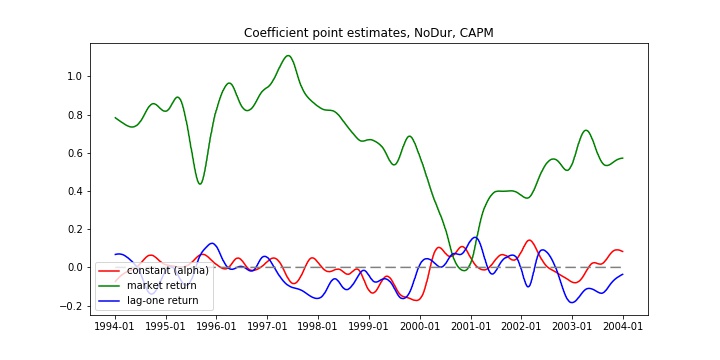 Coefficient point estimates, NoDur, CAPM
1.0
0.8
0.6
0.4
0.2
0.0
−0.2
constant (alpha)
market return
lag-one return
1994-01 1995-01 1996-01 1997-01 1998-01 1999-01 2000-01 2001-01 2002-01 2003-01 2004-01